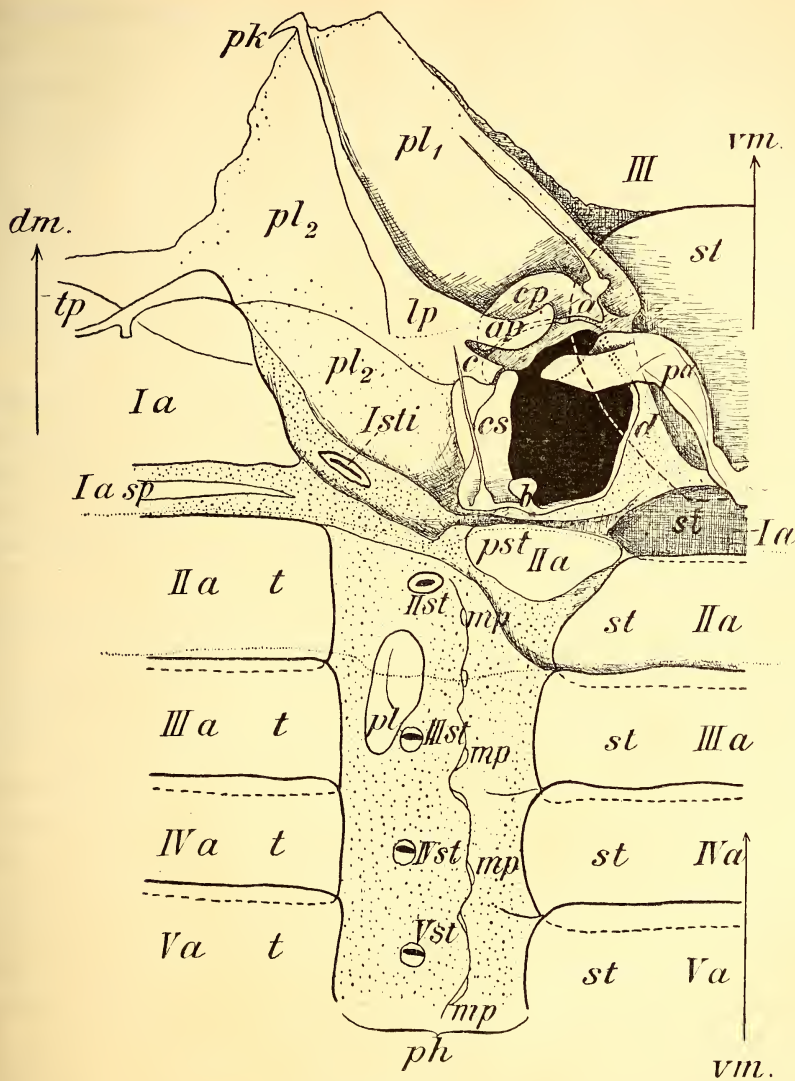 pk
pl₁
III
vm.
dm.
pl₂
st
tp
lp
cp
a
ap
pl₂
c
pa
Ia
Isti
cs
d
Ia sp
b
st
Ia
pst IIa
IIa t
IIst
mp
st IIa
IIIa t
pl
IIIst
mp
st IIIa
IVa t
IVst
mp
st IVa
Va t
Vst
st Va
mp
ph
vm.